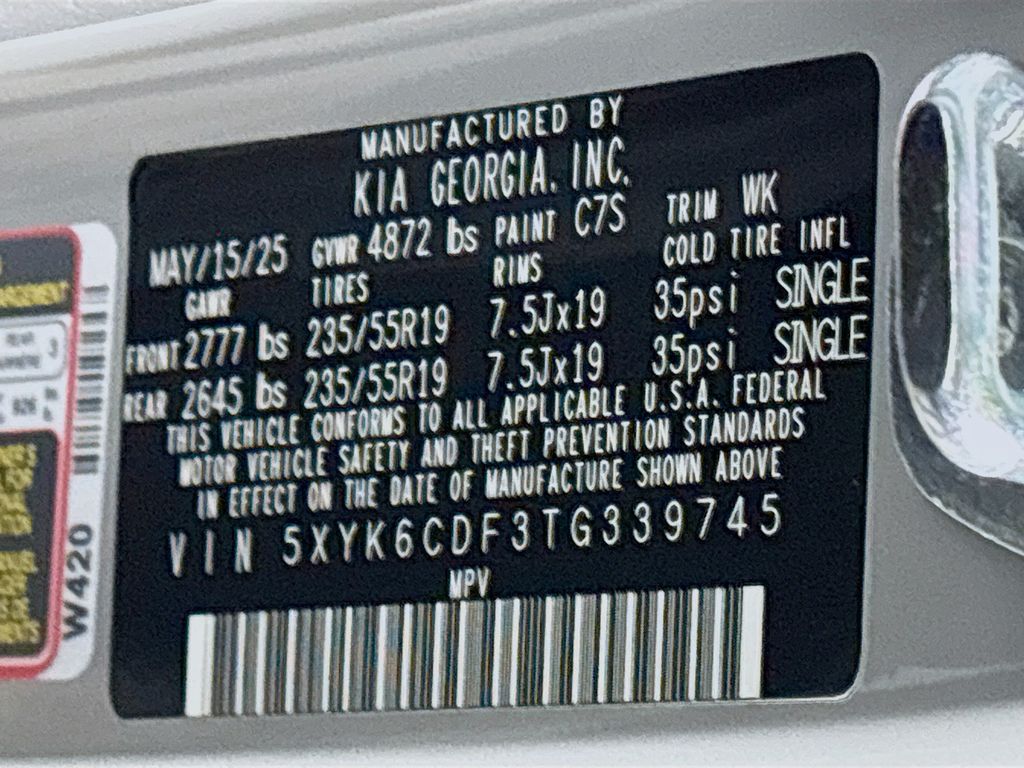 MANUFACTURED BY
KIA GEORGIA. INC.
MAY/15/25 GVWR 4872 lbs PAINT C7S TRIM WK
GAWR TIRES RIMS COLD TIRE INFL
FRONT 2777 lbs 235/55R19 7.5Jx19 35psi SINGLE
REAR 2645 lbs 235/55R19 7.5Jx19 35psi SINGLE
THIS VEHICLE CONFORMS TO ALL APPLICABLE U.S.A. FEDERAL
MOTOR VEHICLE SAFETY AND THEFT PREVENTION STANDARDS
IN EFFECT ON THE DATE OF MANUFACTURE SHOWN ABOVE
VIN 5XYK6CDF3TG339745
MPV
W420